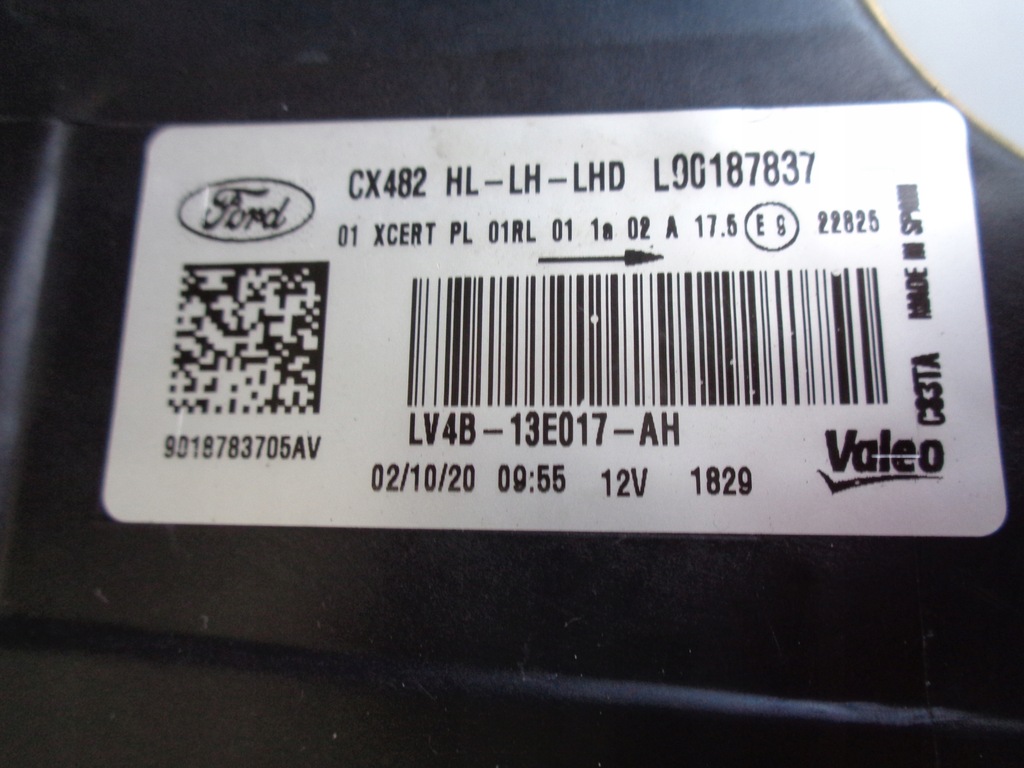 Ford
CX482 HL-LH-LHD L90187837
01 XCERT PL 01RL 01 1a 02 A 17.5 E9 22825
MADE IN SPAIN
LV4B-13E017-AH
9018783705AV
C83TA
Valeo
02/10/20 09:55 12V 1829